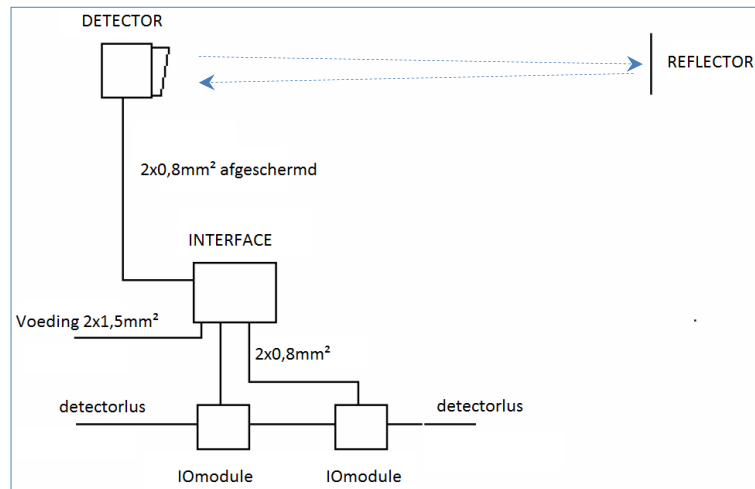 DETECTOR
REFLECTOR
2x0,8mm² afgeschermd
INTERFACE
Voeding 2x1,5mm²
2x0,8mm²
detectorlus
detectorlus
IOmodule
IOmodule